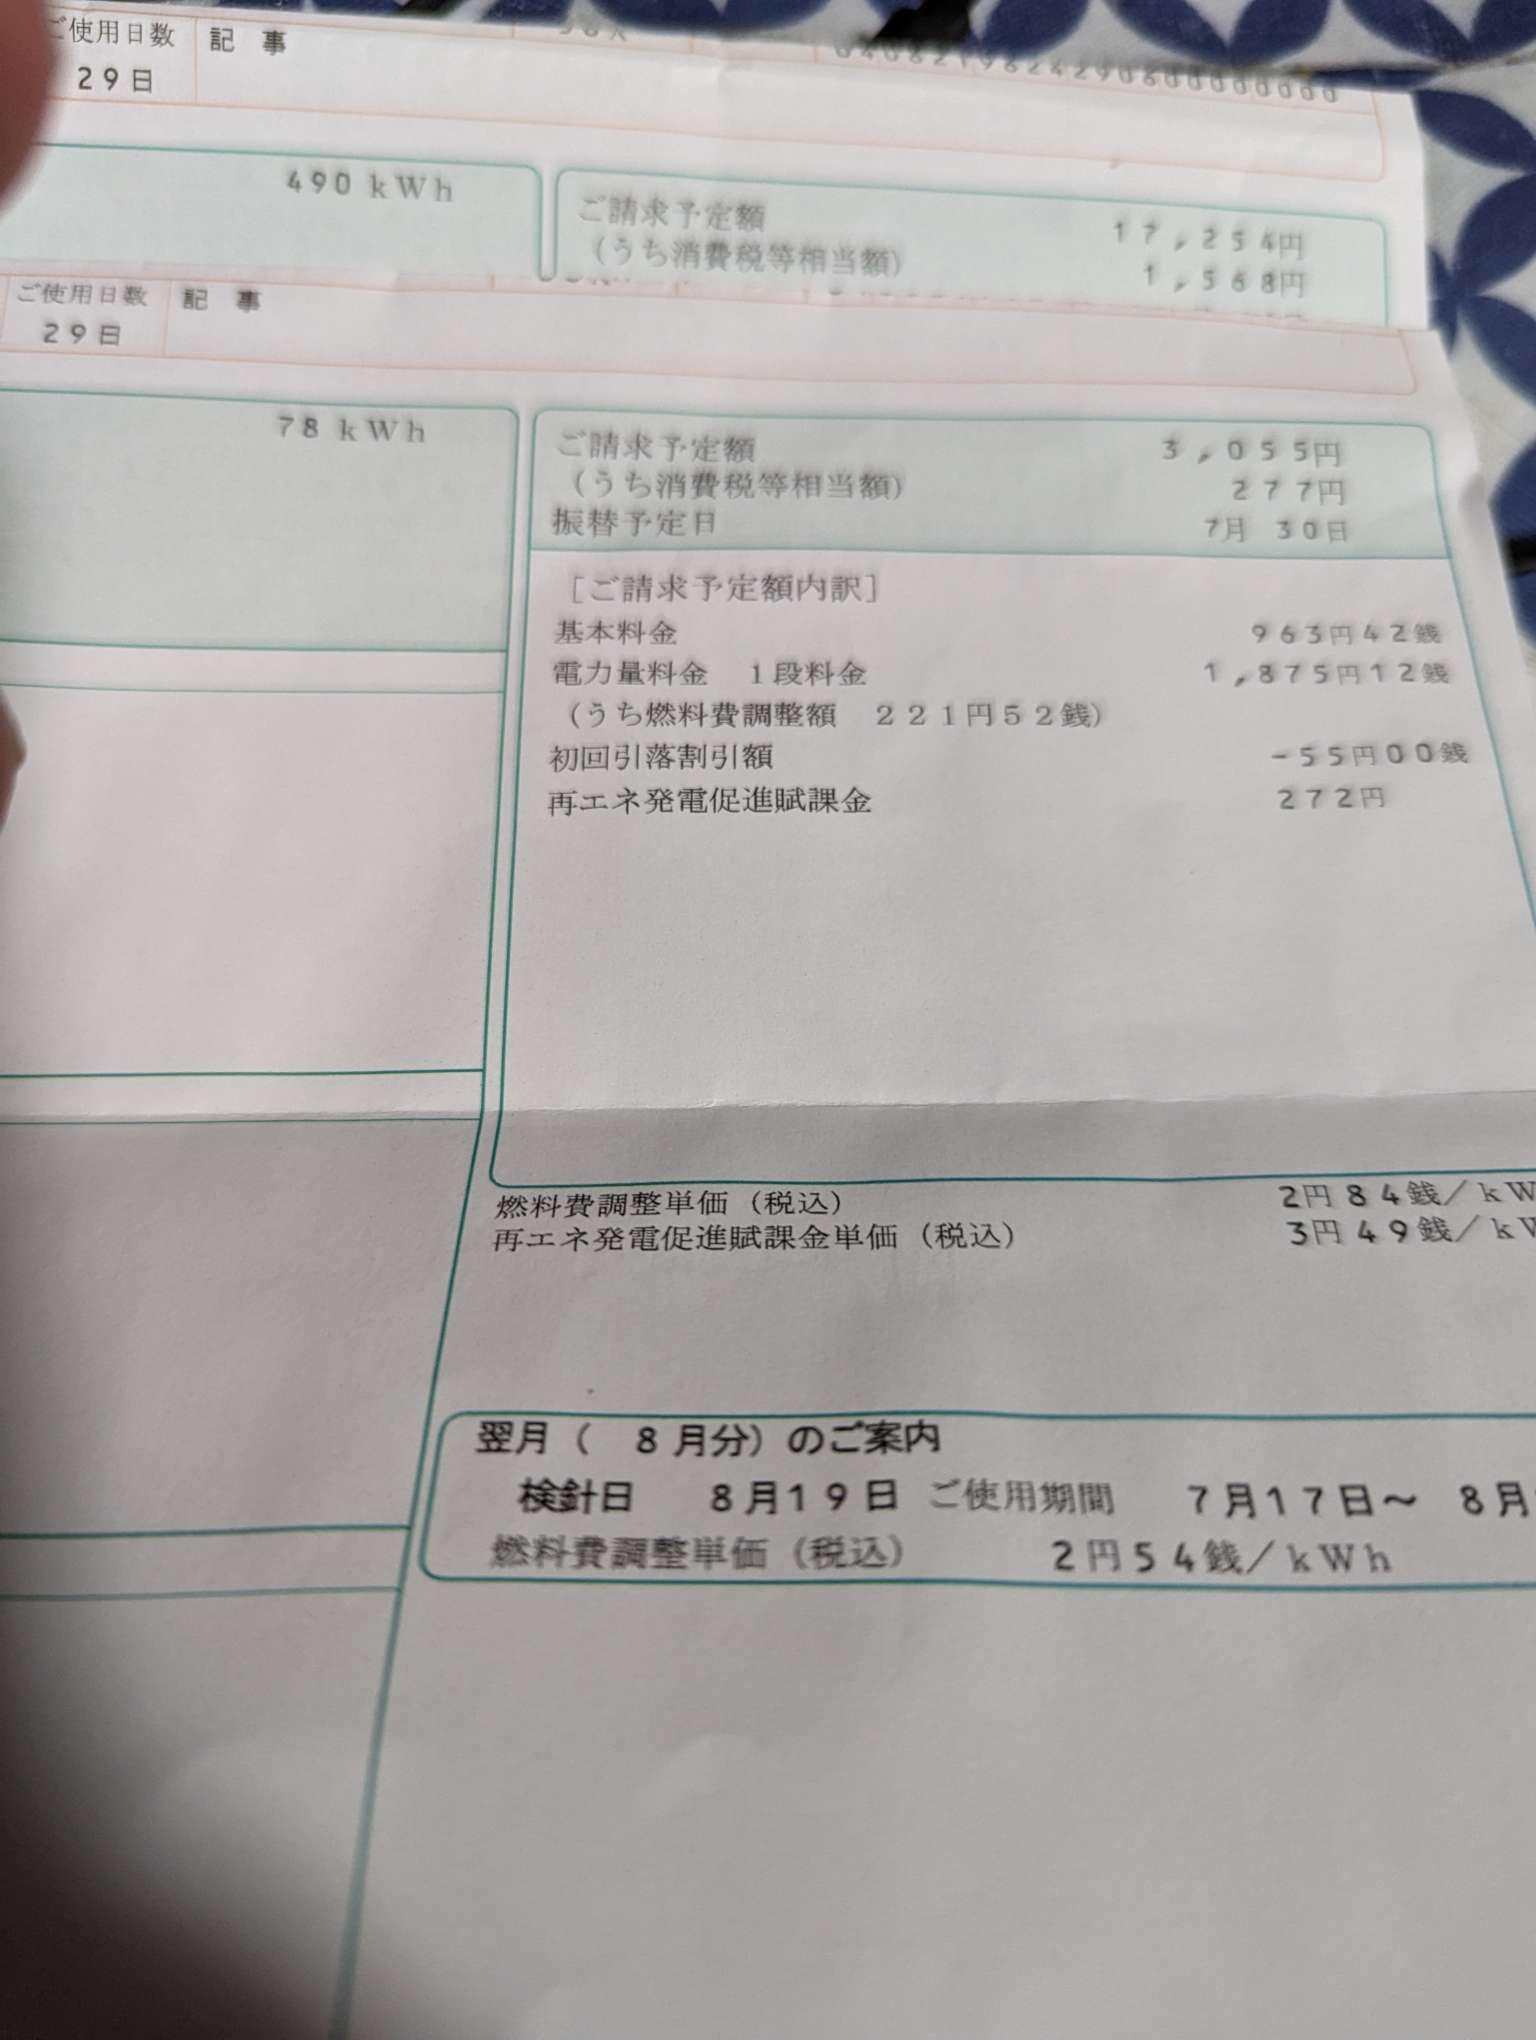 ご使用日数 記 事
29日
490 kWh
ご請求予定額 17,254円
(うち消費税等相当額) 1,568円
ご使用日数 記 事
29日
78 kWh
ご請求予定額 3,055円
(うち消費税等相当額) 277円
振替予定日 7月 30日
[ご請求予定額内訳]
基本料金 963円42銭
電力量料金 1段料金 1,875円12銭
(うち燃料費調整額 221円52銭)
初回引落割引額 -55円00銭
再エネ発電促進賦課金 272円
燃料費調整単価(税込) 2円84銭/kW
再エネ発電促進賦課金単価(税込) 3円49銭/kW
翌月( 8月分)のご案内
検針日 8月19日 ご使用期間 7月17日~ 8月
燃料費調整単価(税込) 2円54銭/kWh